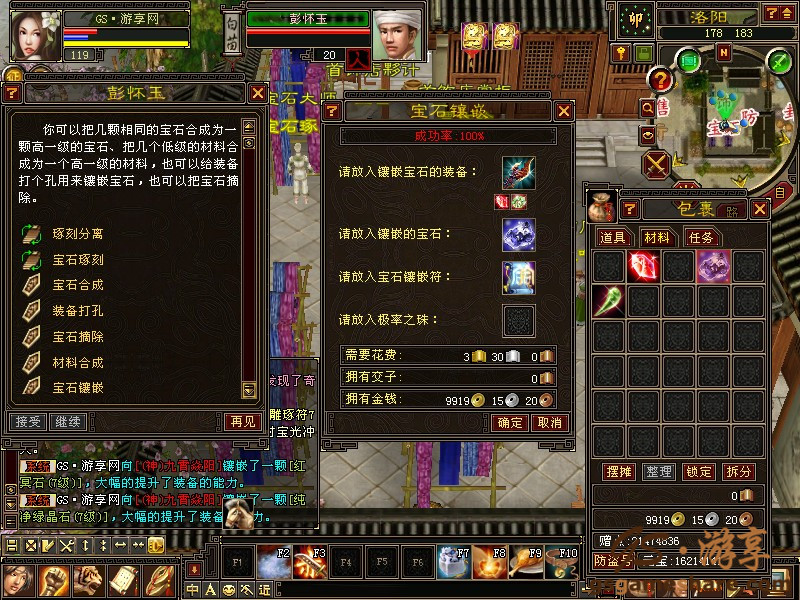 GS·游享网
119
白苗
彭怀玉
20
洛阳
178 183
N
售
彭怀玉
你可以把几颗相同的宝石合成为一
颗高一级的宝石、把几个低级的材料合
成为一个高一级的材料，也可以给装备
打个孔用来镶嵌宝石，也可以把宝石摘
除。
琢刻分离
宝石琢刻
宝石合成
装备打孔
宝石摘除
材料合成
宝石镶嵌
接受 继续 再见
宝石镶嵌
成功率:100%
请放入镶嵌宝石的装备：
请放入镶嵌的宝石：
请放入宝石镶嵌符：
请放入极率之珠：
需要花费: 3 30 0
拥有交子: 0
拥有金钱: 9919 15 20
确定 取消
包裹
道具 材料 任务
摆摊 整理 锁定 拆分
0
9919 15 20
GS·游享网向[(神)九霄焱阳]镶嵌了一颗[红
冥石(7级)]，大幅的提升了装备的能力。
GS·游享网向[(神)九霄焱阳]镶嵌了一颗[纯
净绿晶石(7级)]，大幅的提升了装备
力。
F1 F2 F3 F4 F5 F6 F7 F8 F9 F10
中 A 近